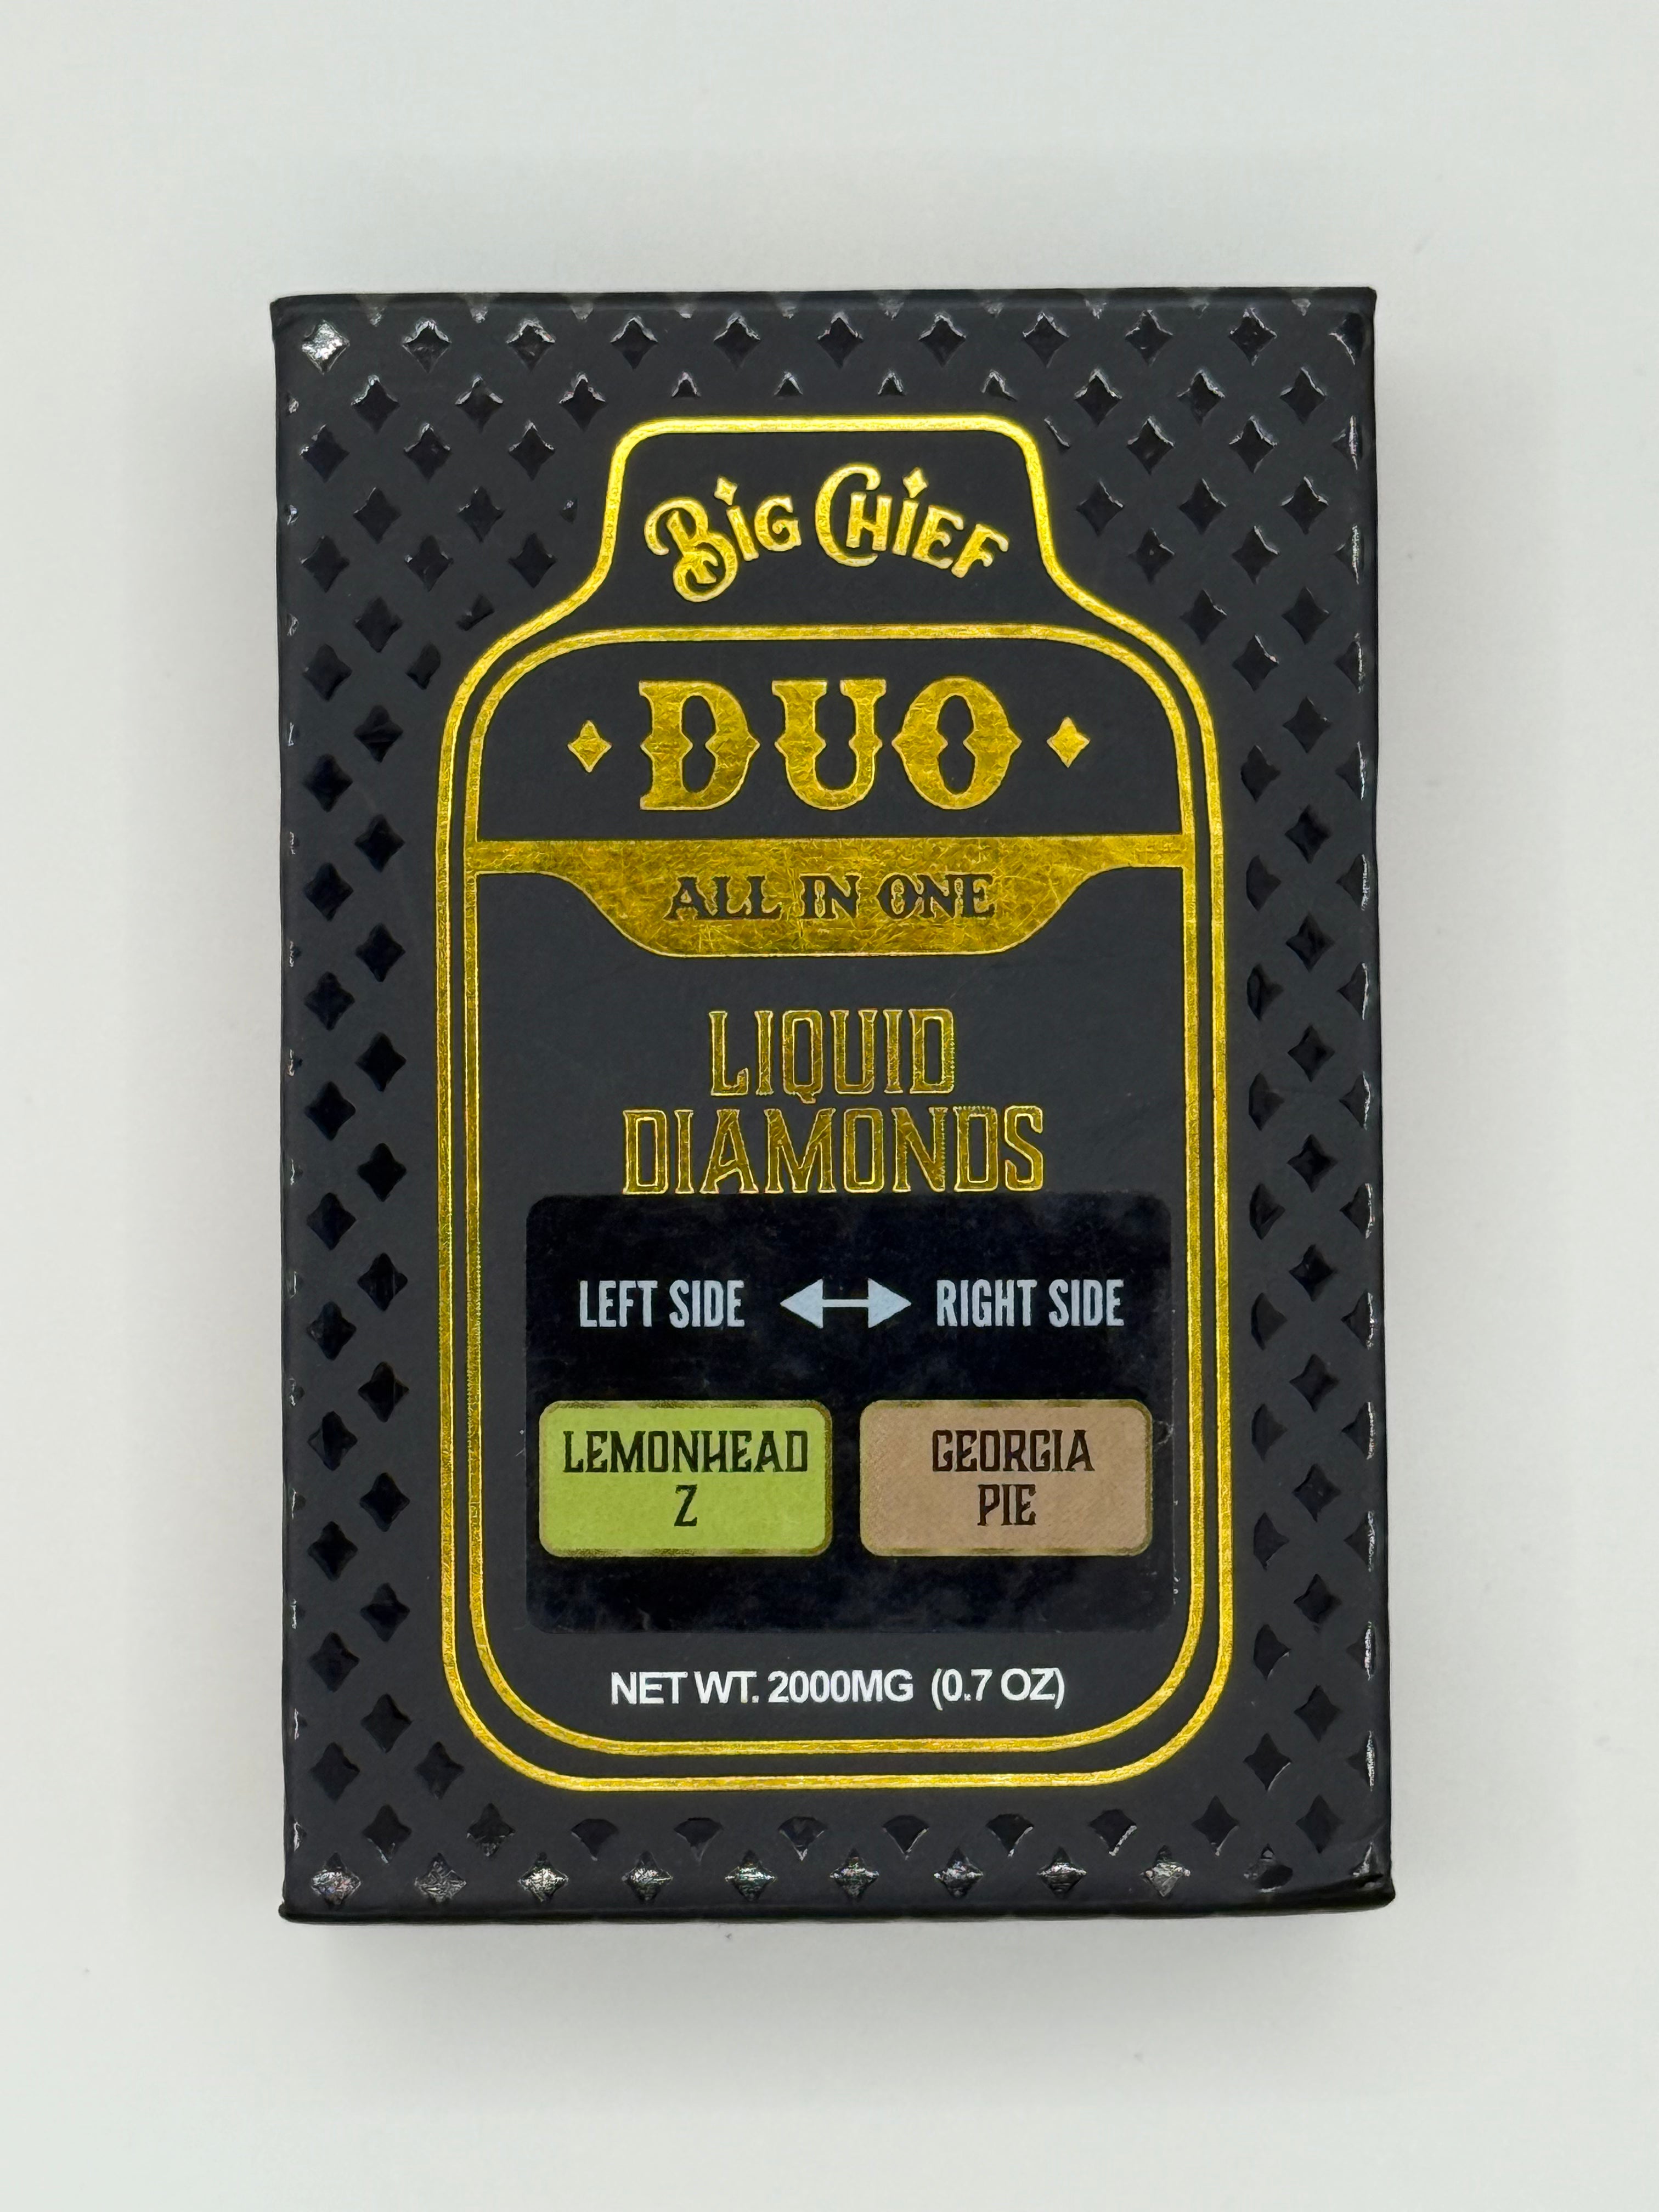 BIG CHIEF
DUO
ALL IN ONE
LIQUID
DIAMONDS
LEFT SIDE RIGHT SIDE
LEMONHEAD
Z
GEORGIA
PIE
NET WT. 2000MG (0.7 OZ)